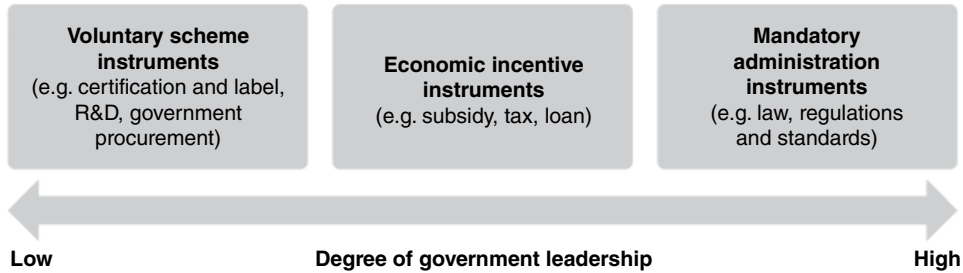 Voluntary scheme
instruments
(e.g. certification and label,
R&D, government
procurement)
Economic incentive
instruments
(e.g. subsidy, tax, loan)
Mandatory
administration
instruments
(e.g. law, regulations
and standards)
Low
Degree of government leadership
High